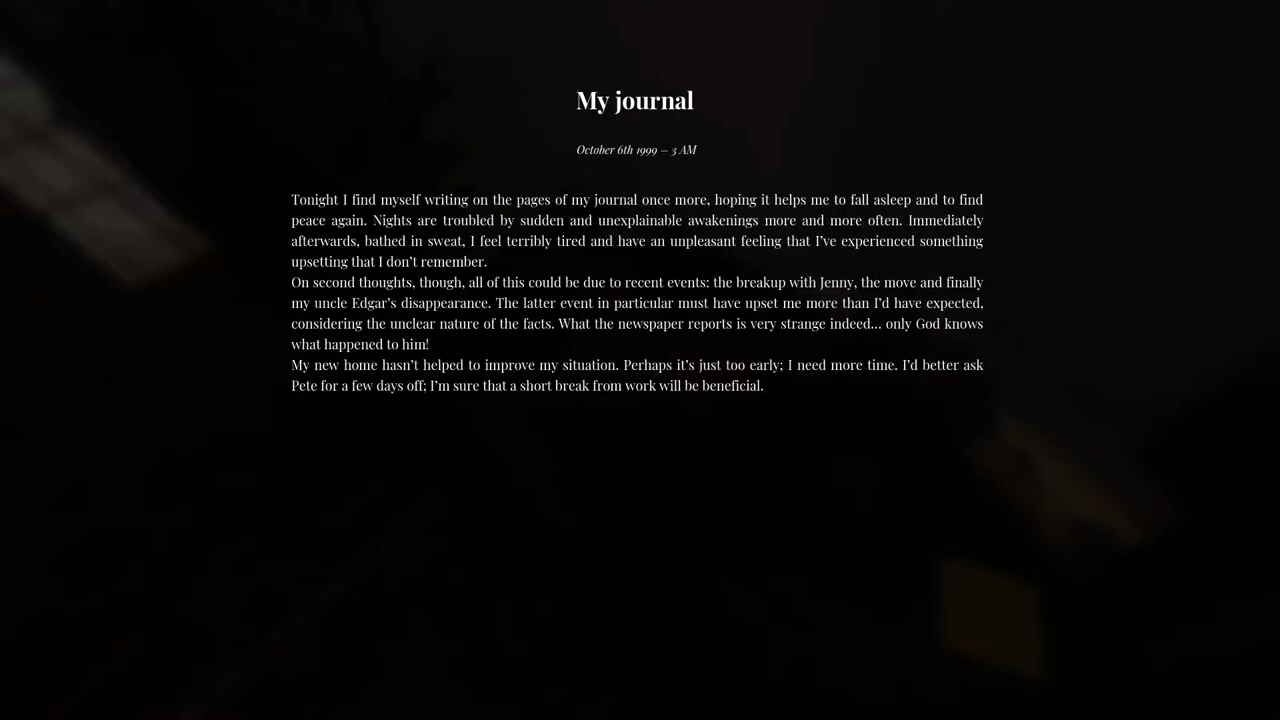 My journal
October 6th 1999 – 3 AM
Tonight I find myself writing on the pages of my journal once more, hoping it helps me to fall asleep and to find
peace again. Nights are troubled by sudden and unexplainable awakenings more and more often. Immediately
afterwards, bathed in sweat, I feel terribly tired and have an unpleasant feeling that I’ve experienced something
upsetting that I don’t remember.
On second thoughts, though, all of this could be due to recent events: the breakup with Jenny, the move and finally
my uncle Edgar’s disappearance. The latter event in particular must have upset me more than I’d have expected,
considering the unclear nature of the facts. What the newspaper reports is very strange indeed... only God knows
what happened to him!
My new home hasn’t helped to improve my situation. Perhaps it’s just too early; I need more time. I’d better ask
Pete for a few days off; I’m sure that a short break from work will be beneficial.